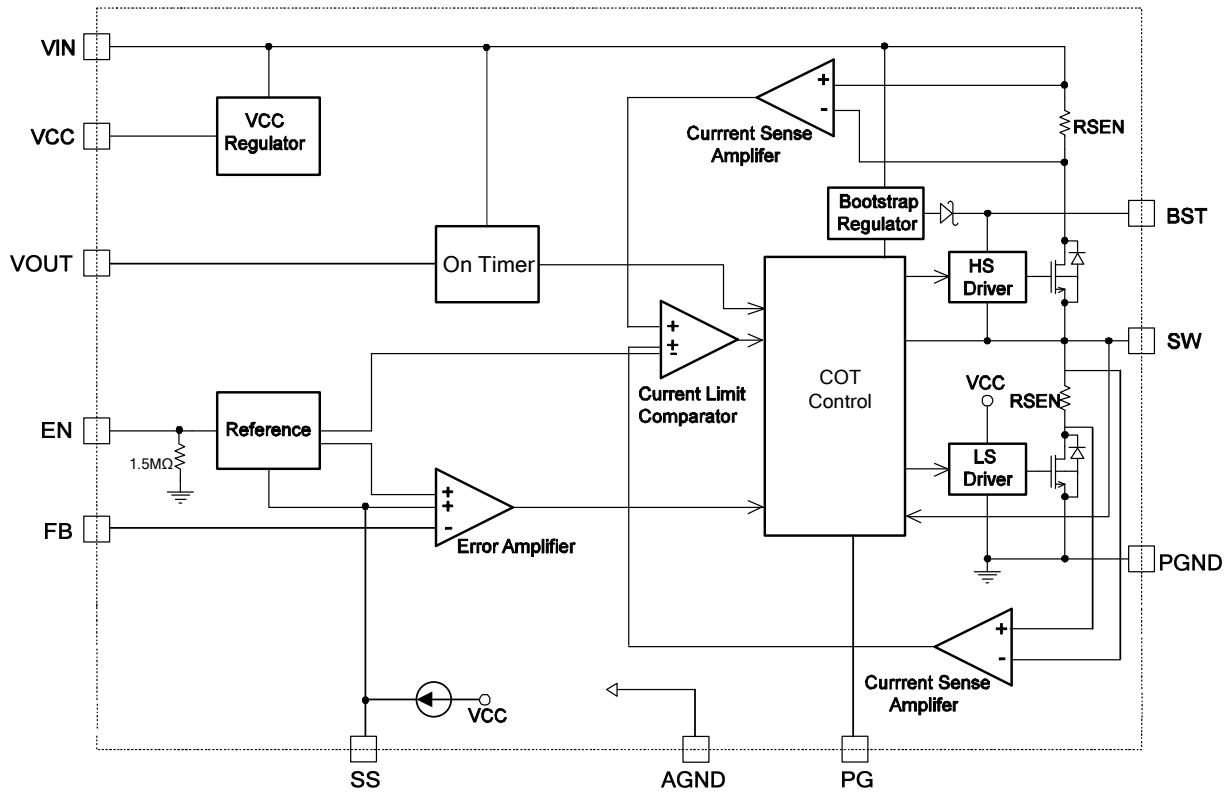 VIN
VCC
VCC
Regulator
+
-
Currrent Sense
Amplifer
RSEN
Bootstrap
Regulator
BST
VOUT
On Timer
HS
Driver
+
+
-
Current Limit
Comparator
COT
Control
SW
VCC
RSEN
EN
Reference
1.5MΩ
LS
Driver
+
+
-
FB
Error Amplifier
PGND
+
-
Currrent Sense
Amplifer
VCC
SS
AGND
PG